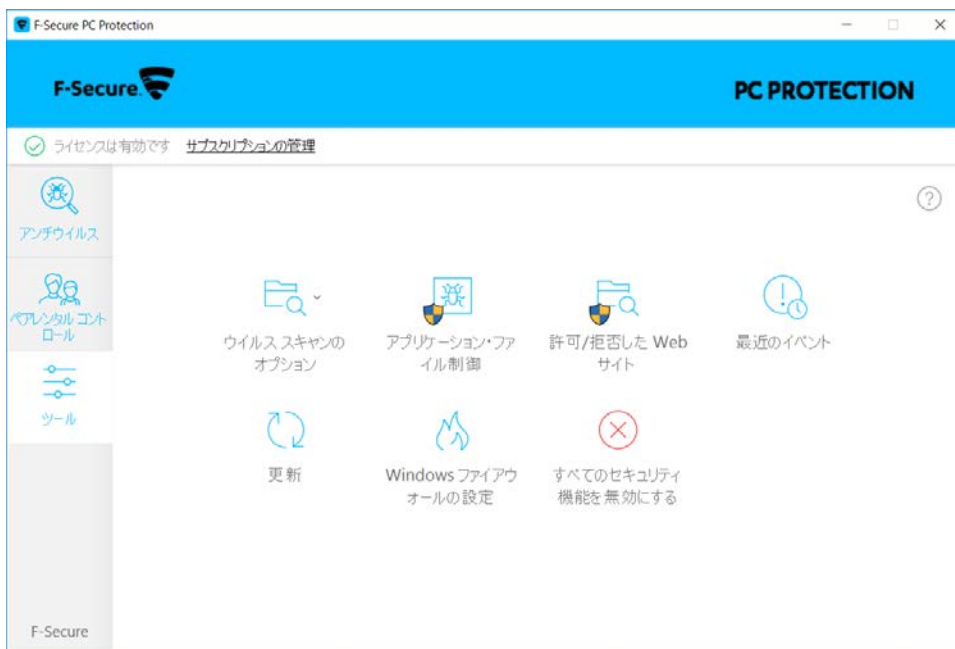 F-Secure PC Protection
F-Secure.
PC PROTECTION
ライセンスは有効です サブスクリプションの管理
?
アンチウイルス
ペアレンタル コント
ロール
ツール
ウイルス スキャンの
オプション
アプリケーション・ファ
イル制御
許可/拒否した Web
サイト
最近のイベント
更新
Windows ファイアウ
ォールの設定
すべてのセキュリティ
機能を無効にする
F-Secure